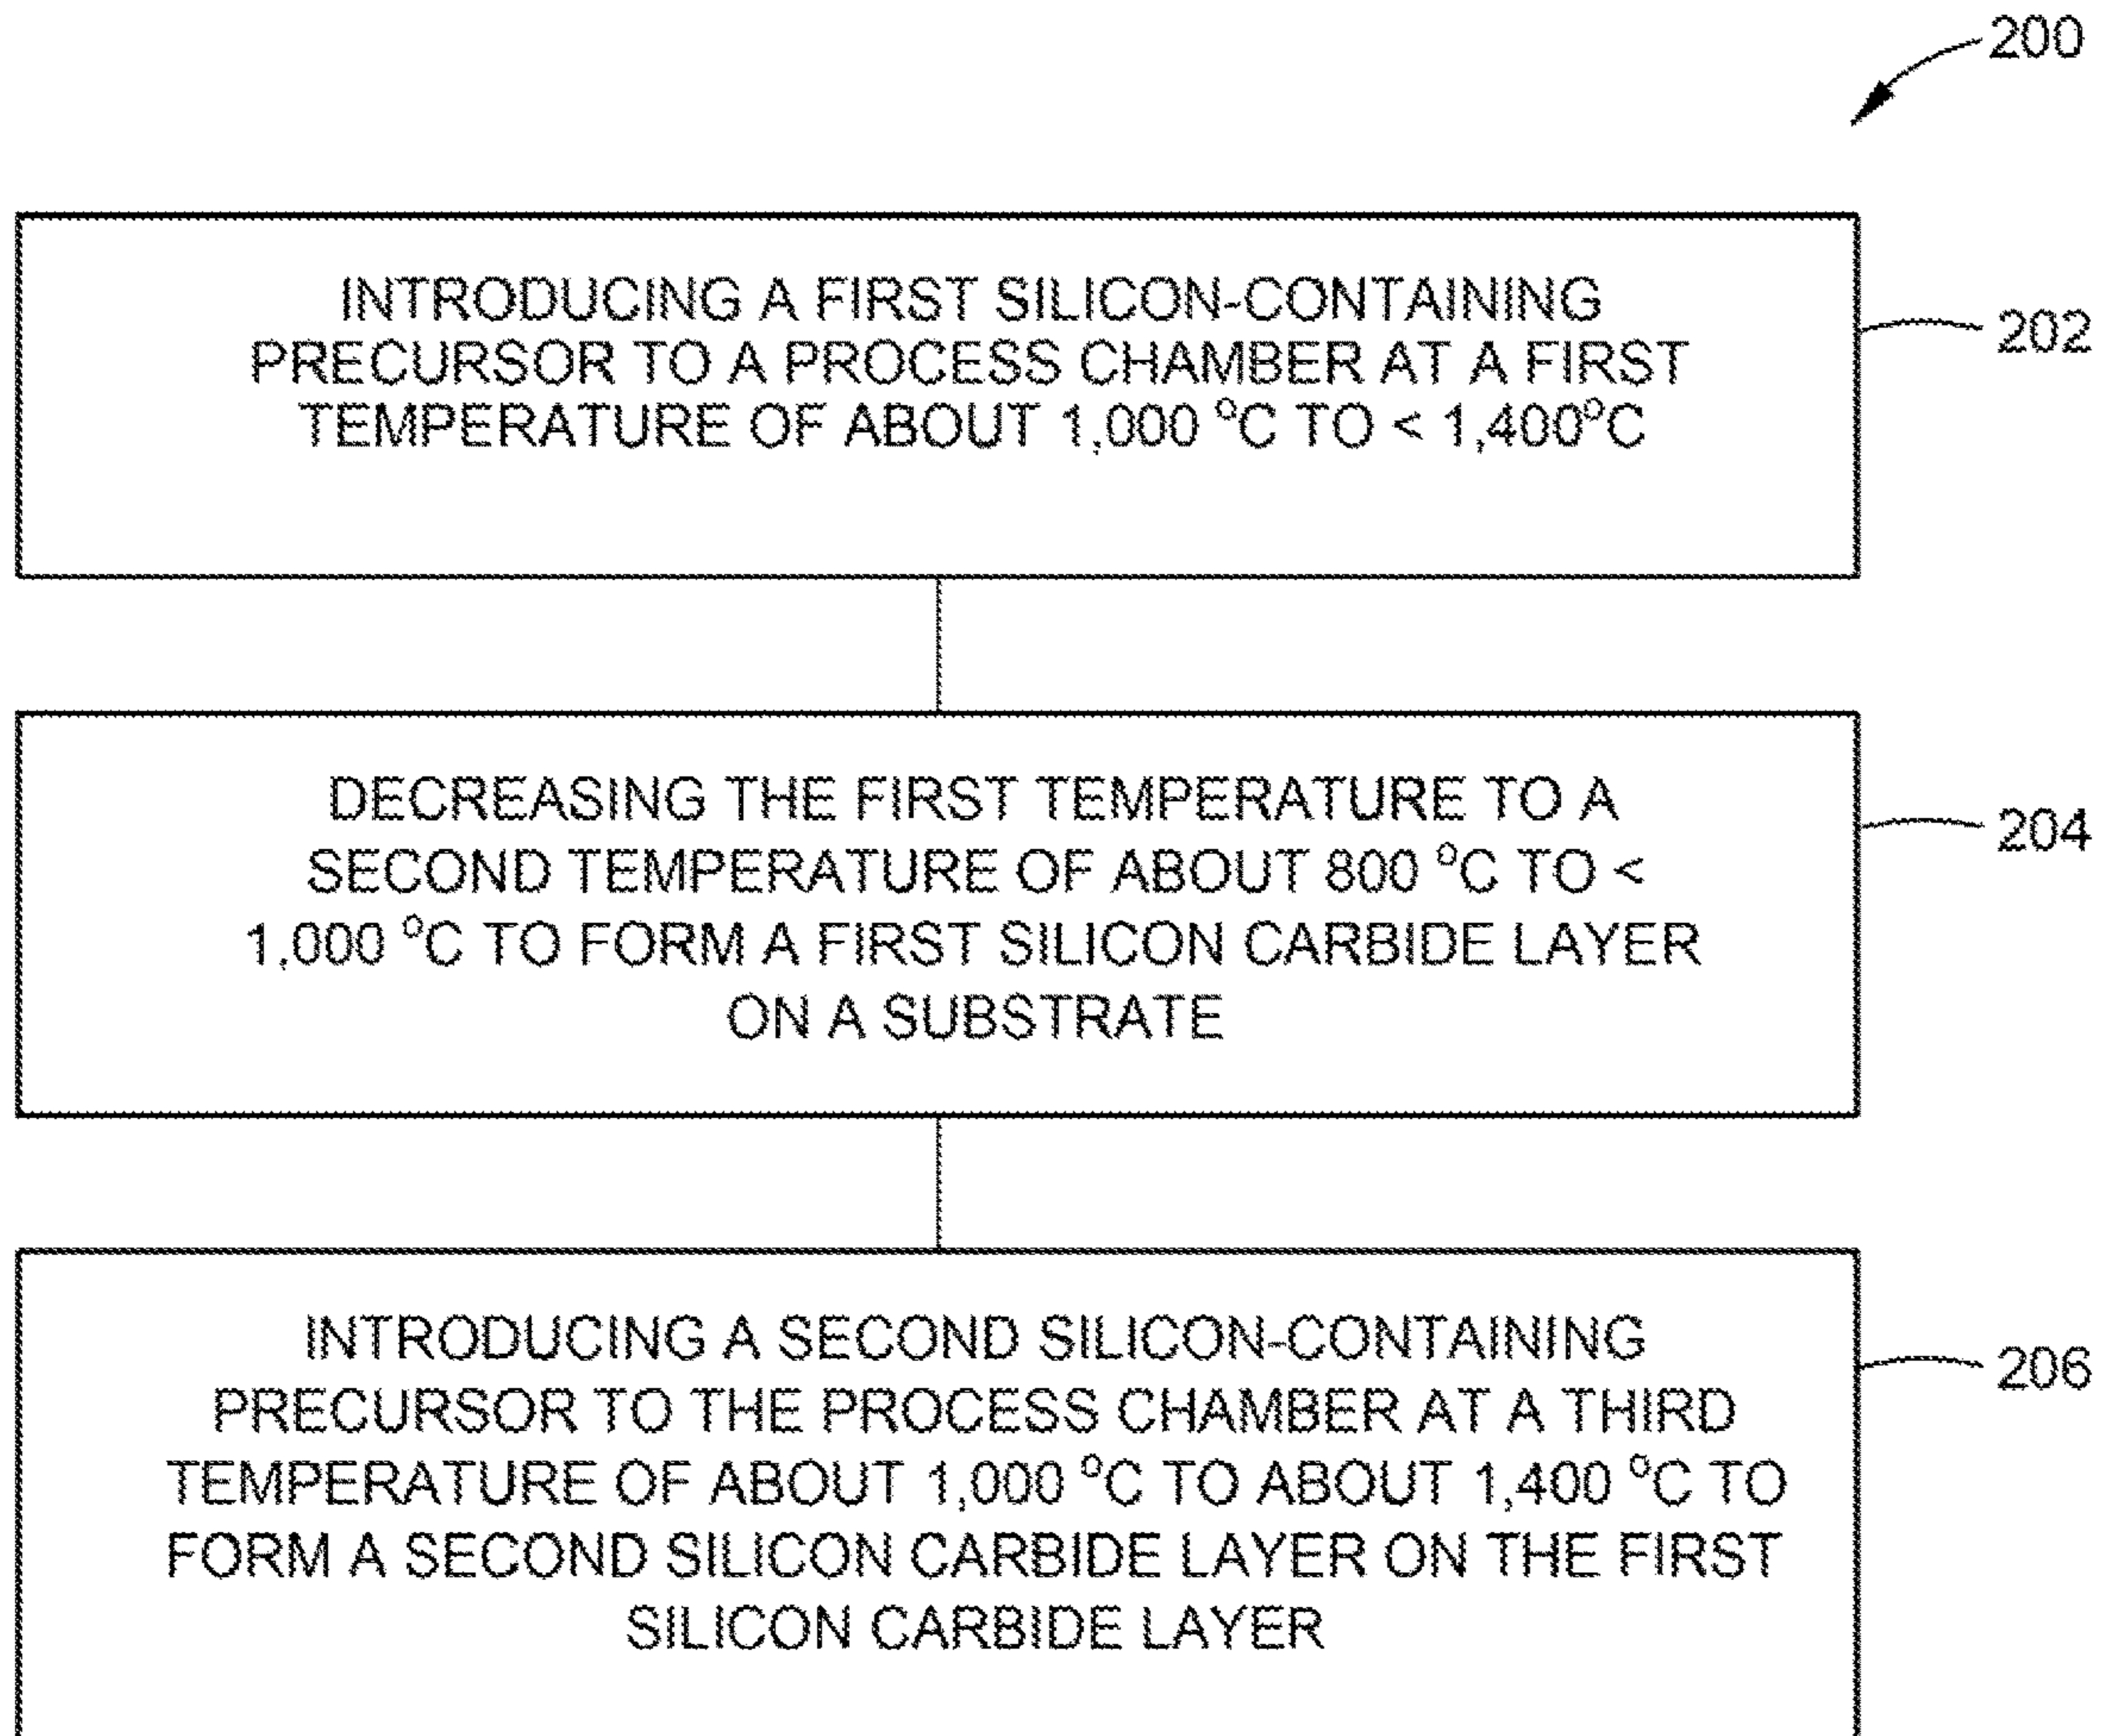 200
INTRODUCING A FIRST SILICON-CONTAINING
PRECURSOR TO A PROCESS CHAMBER AT A FIRST
TEMPERATURE OF ABOUT 1,000 °C TO < 1,400°C
202
DECREASING THE FIRST TEMPERATURE TO A
SECOND TEMPERATURE OF ABOUT 800 °C TO <
1,000 °C TO FORM A FIRST SILICON CARBIDE LAYER
ON A SUBSTRATE
204
INTRODUCING A SECOND SILICON-CONTAINING
PRECURSOR TO THE PROCESS CHAMBER AT A THIRD
TEMPERATURE OF ABOUT 1,000 °C TO ABOUT 1,400 °C TO
FORM A SECOND SILICON CARBIDE LAYER ON THE FIRST
SILICON CARBIDE LAYER
206